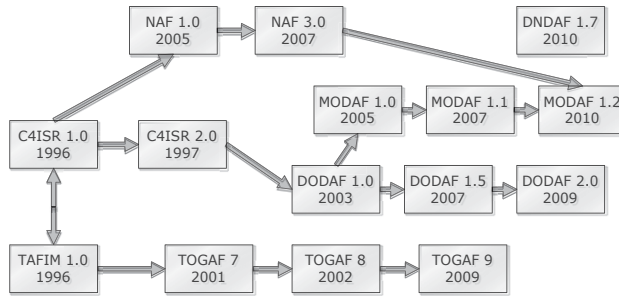 NAF 1.0
2005
NAF 3.0
2007
DNDAF 1.7
2010
MODAF 1.0
2005
MODAF 1.1
2007
MODAF 1.2
2010
C4ISR 1.0
1996
C4ISR 2.0
1997
DODAF 1.0
2003
DODAF 1.5
2007
DODAF 2.0
2009
TAFIM 1.0
1996
TOGAF 7
2001
TOGAF 8
2002
TOGAF 9
2009